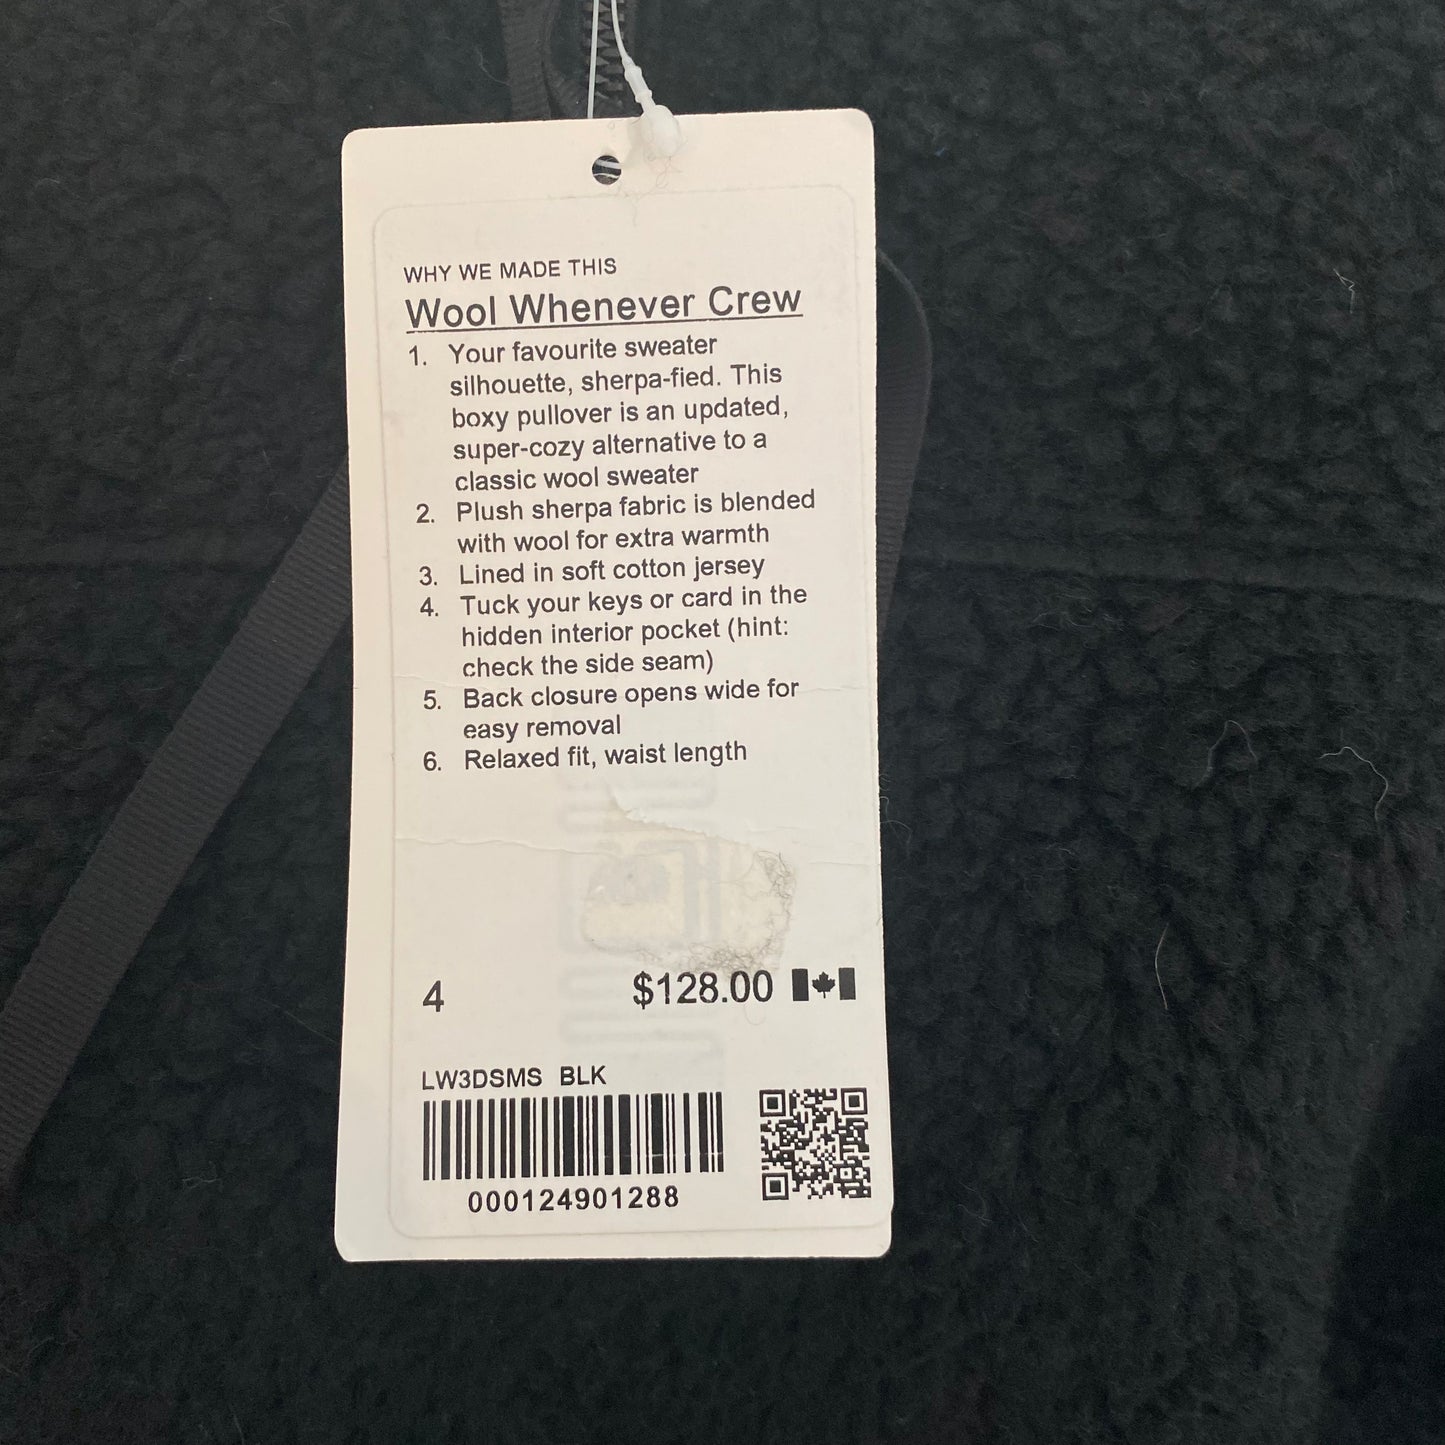 WHY WE MADE THIS
Wool Whenever Crew
1. Your favourite sweater
silhouette, sherpa-fied. This
boxy pullover is an updated,
super-cozy alternative to a
classic wool sweater
2. Plush sherpa fabric is blended
with wool for extra warmth
3. Lined in soft cotton jersey
4. Tuck your keys or card in the
hidden interior pocket (hint:
check the side seam)
5. Back closure opens wide for
easy removal
6. Relaxed fit, waist length
4 $128.00
LW3DSMS BLK
000124901288